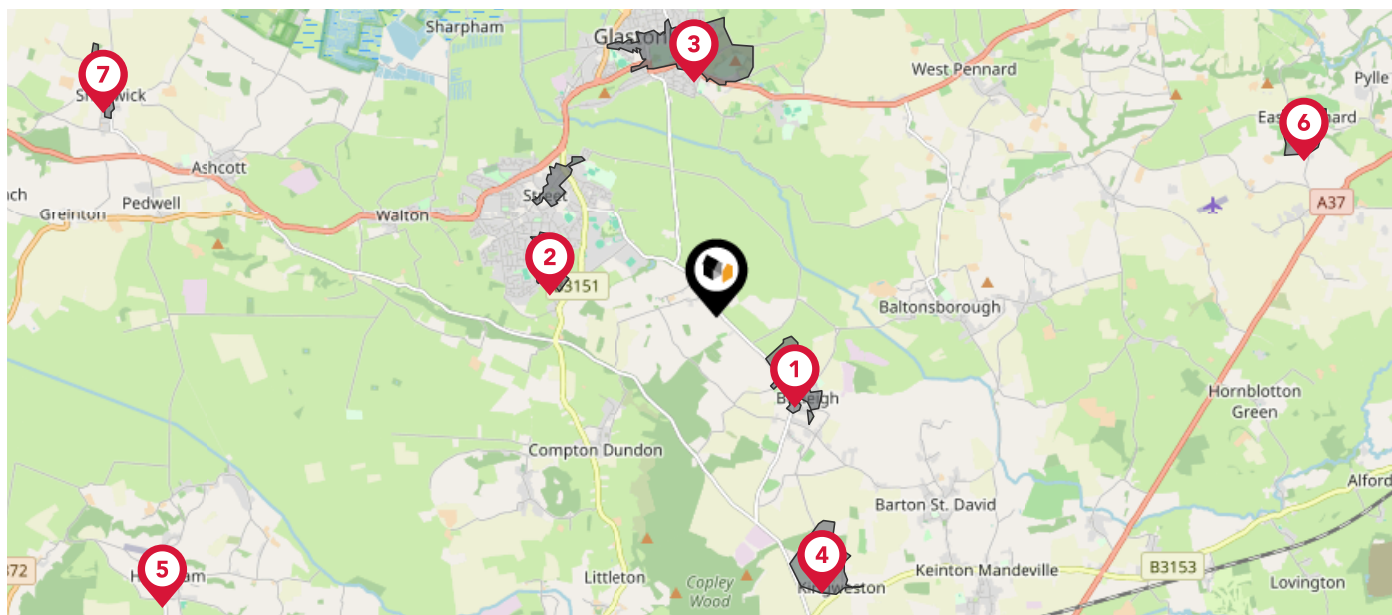 Sharpham
3
West Pennard
Pylle
7
6
Ashcott
A37
Pedwell
Walton
Greinton
Street
2
B3151
Baltonsborough
1
Hornblotton
Green
Compton Dundon
Alford
Barton St. David
4
5
B3153
Keinton Mandeville
Littleton
Copley
Wood
Lovington